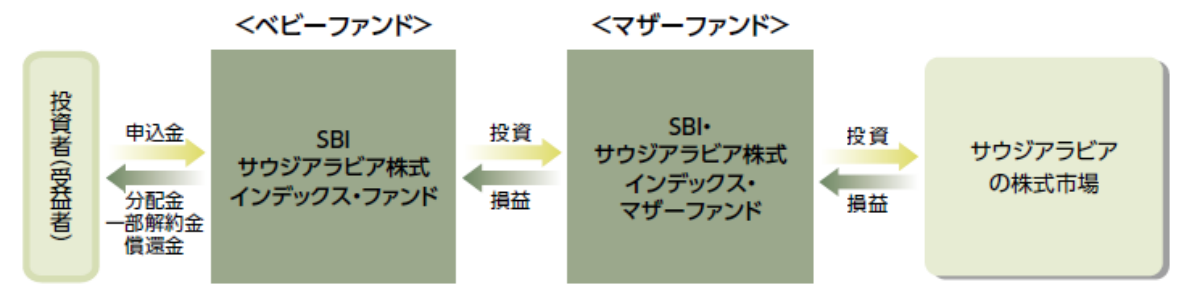 <ベビーファンド>
<マザーファンド>
投資者(受益者)
申込金
分配金
一部解約金
償還金
SBI
サウジアラビア株式
インデックス・ファンド
投資
損益
SBI・
サウジアラビア株式
インデックス・
マザーファンド
投資
損益
サウジアラビア
の株式市場